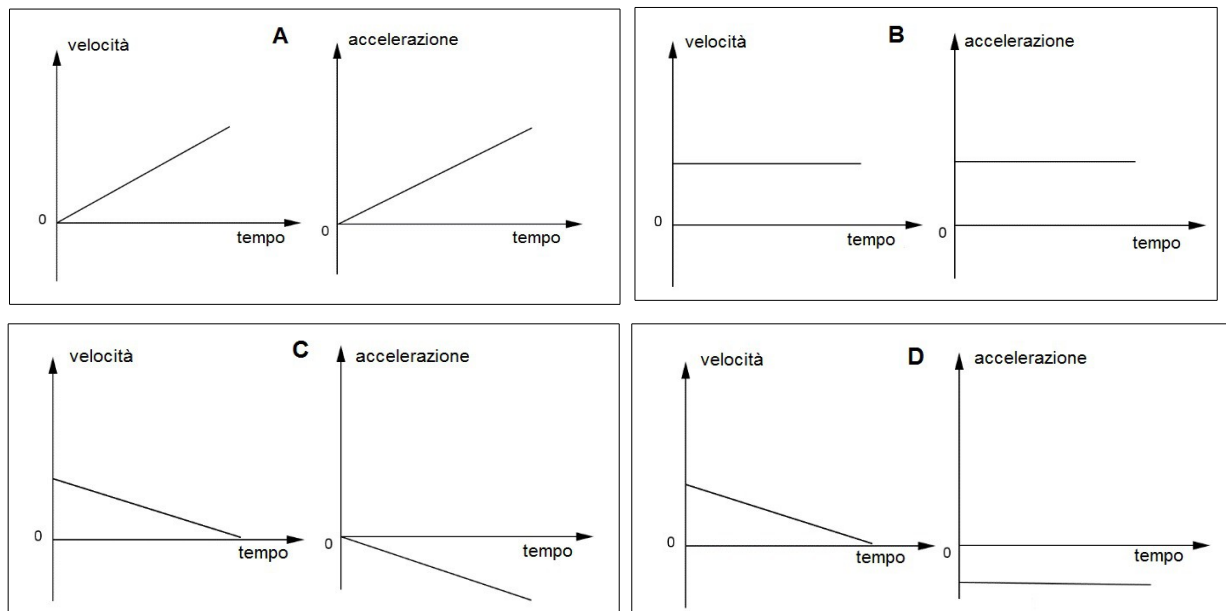 A
velocità
0
tempo
accelerazione
0
tempo
B
velocità
0
tempo
accelerazione
0
tempo
C
velocità
0
tempo
accelerazione
0
tempo
D
velocità
0
tempo
accelerazione
0
tempo